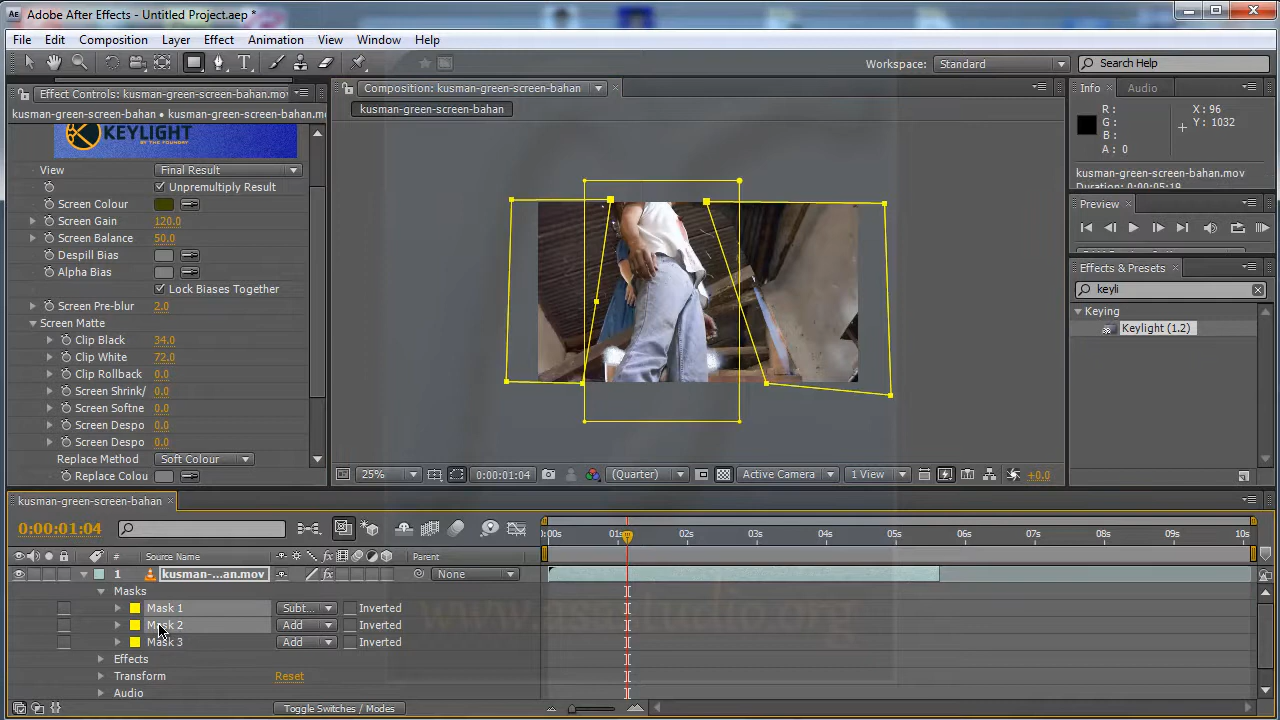 Adobe After Effects - Untitled Project.aep *
File Edit Composition Layer Effect Animation View Window Help
Workspace: Standard Search Help
Effect Controls: kusman-green-screen-bahan.mov
kusman-green-screen-bahan • kusman-green-screen-bahan.m
KEYLIGHT
BY THE FOUNDRY
View Final Result
Unpremultiply Result
Screen Colour
Screen Gain 120.0
Screen Balance 50.0
Despill Bias
Alpha Bias
Lock Biases Together
Screen Pre-blur 2.0
Screen Matte
Clip Black 34.0
Clip White 72.0
Clip Rollback 0.0
Screen Shrink/ 0.0
Screen Softne 0.0
Screen Despo 0.0
Screen Despo 0.0
Replace Method Soft Colour
Replace Colou
Composition: kusman-green-screen-bahan
kusman-green-screen-bahan
25% 0:00:01:04 (Quarter) Active Camera 1 View +0.0
Info Audio
R : X : 96
G : Y : 1032
B :
A : 0
kusman-green-screen-bahan.mov
Duration: 0:00:05:19
Preview
Effects & Presets
keyli
Keying
Keylight (1.2)
kusman-green-screen-bahan
0:00:01:04
:00s 01s 02s 03s 04s 05s 06s 07s 08s 09s 10s
# Source Name Parent
1 kusman-...an.mov None
Masks
Mask 1 Subt... Inverted
Mask 2 Add Inverted
Mask 3 Add Inverted
Effects
Transform Reset
Audio
Toggle Switches / Modes